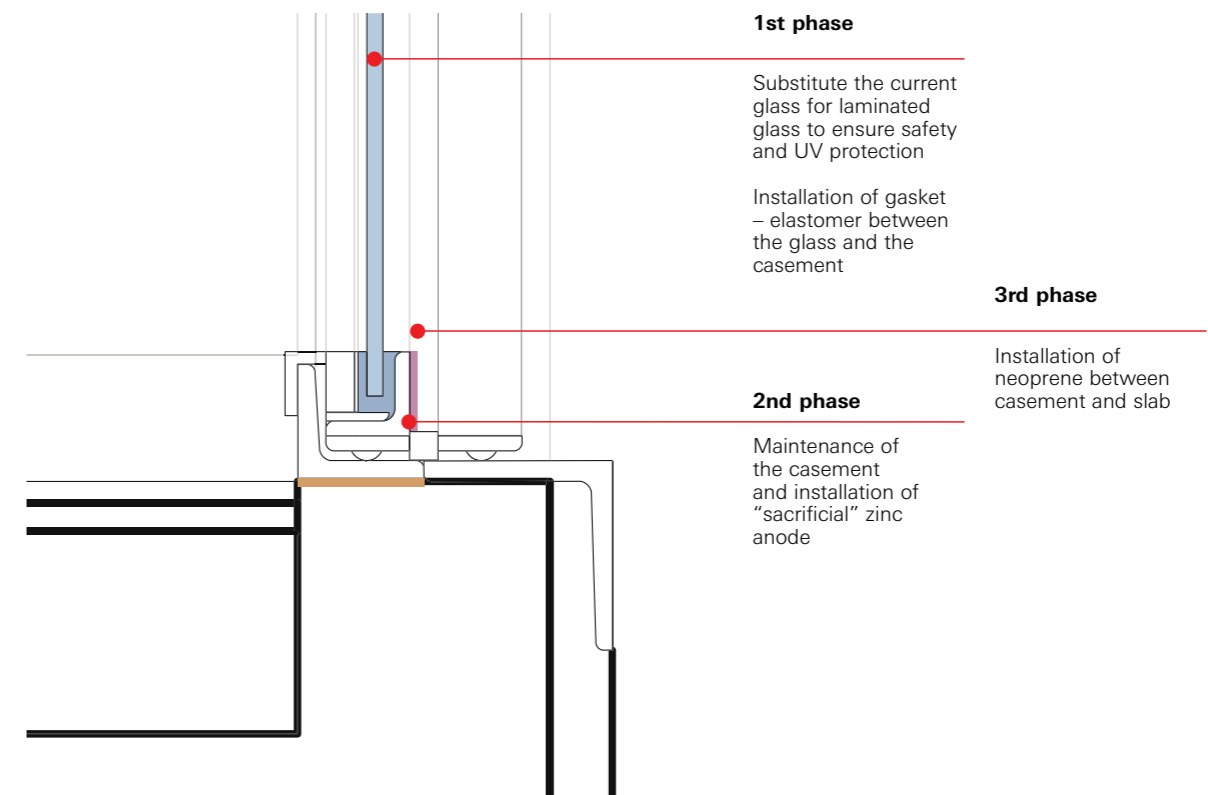 1st phase
Substitute the current
glass for laminated
glass to ensure safety
and UV protection
Installation of gasket
– elastomer between
the glass and the
casement
3rd phase
Installation of
neoprene between
casement and slab
2nd phase
Maintenance of
the casement
and installation of
“sacrificial” zinc
anode